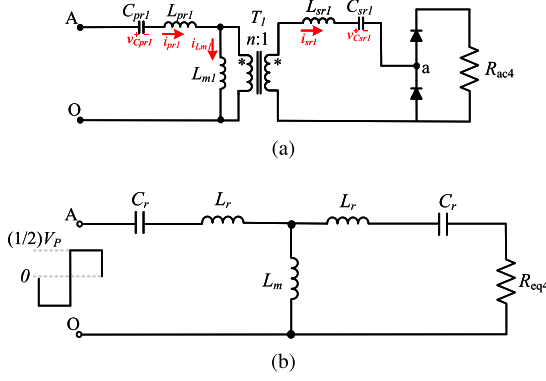 A
C_pr1
L_pr1
T_1
n:1
L_sr1
C_sr1
v_Cpr1
+
−
i_pr1
i_Lm1
i_sr1
v_Csr1
+
−
L_m1
*
*
a
R_ac4
O
(a)
A
C_r
L_r
L_r
C_r
(1/2)V_P
0
L_m
R_eq4
O
(b)